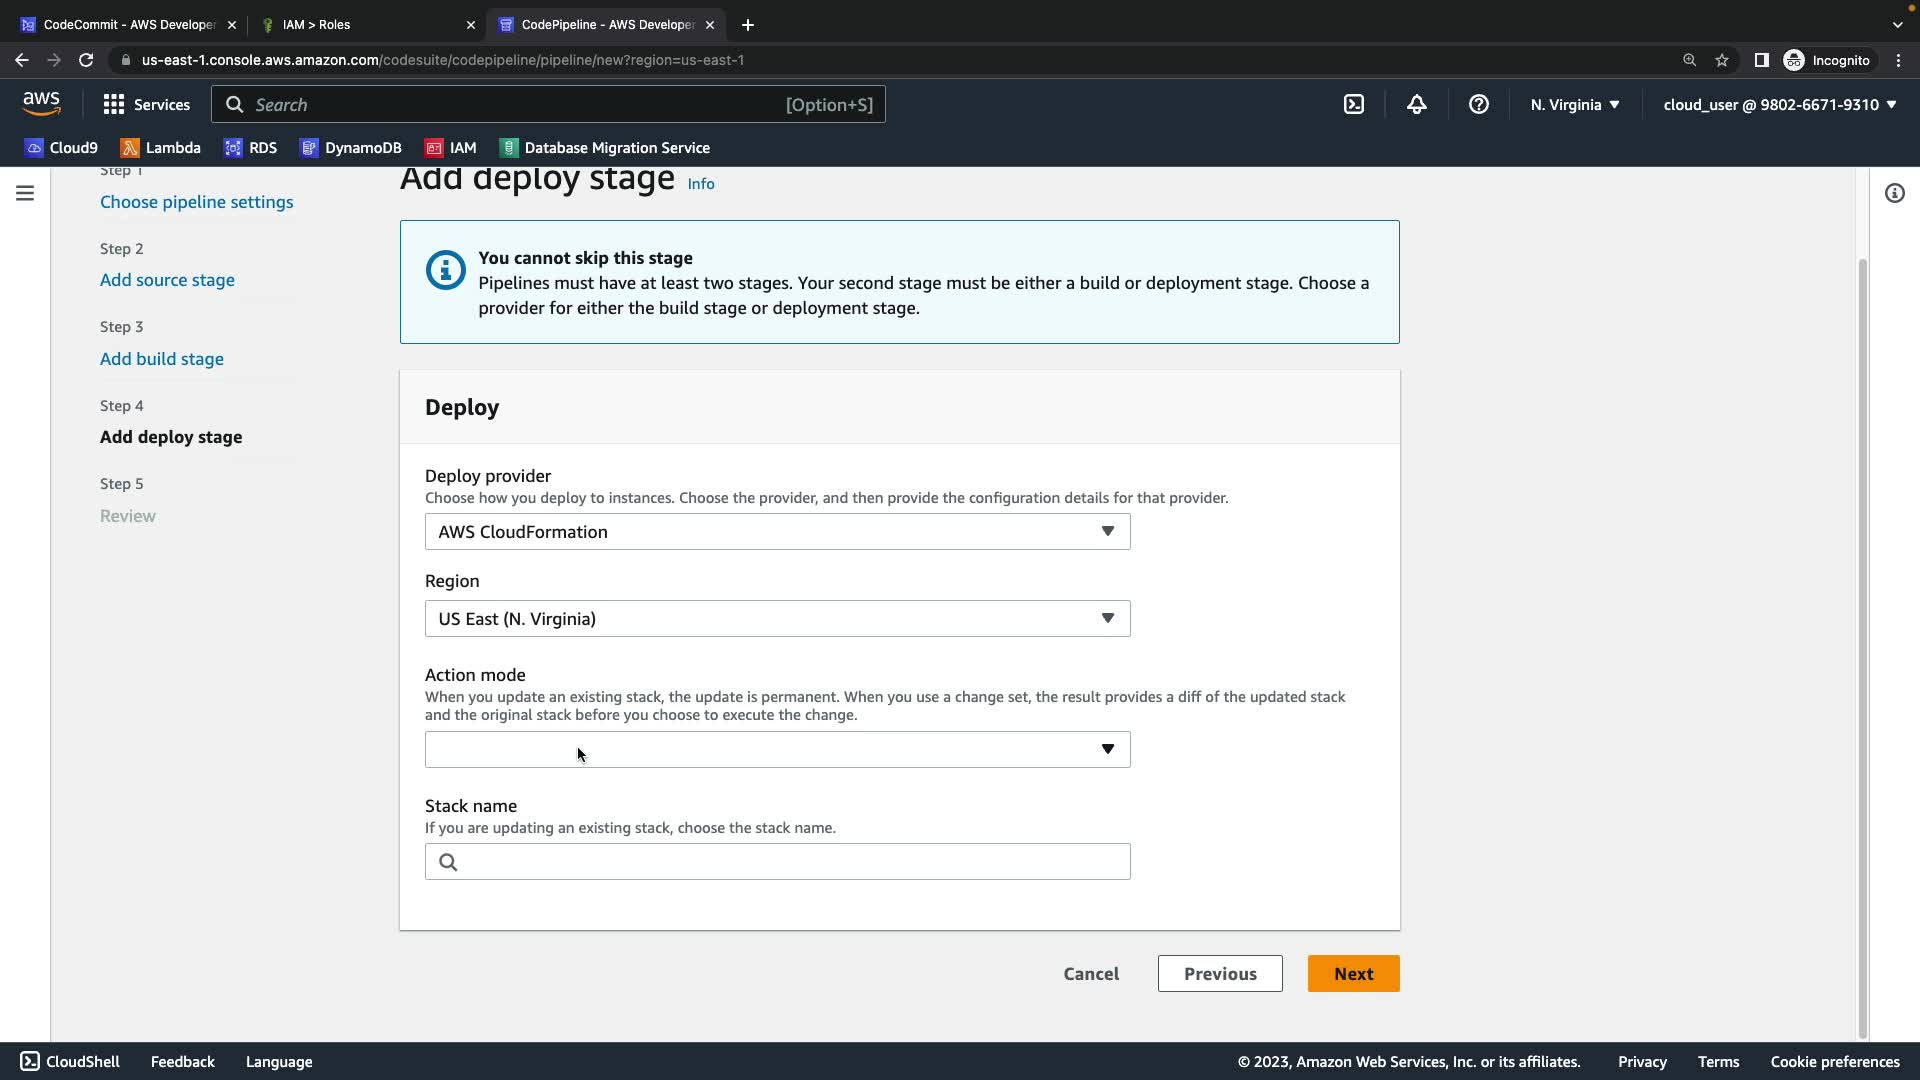 CodeCommit - AWS Developer
IAM > Roles
CodePipeline - AWS Developer
us-east-1.console.aws.amazon.com/codesuite/codepipeline/pipeline/new?region=us-east-1
Incognito
aws
Services
Search
[Option+S]
N. Virginia
cloud_user @ 9802-6671-9310
Cloud9
Lambda
RDS
DynamoDB
IAM
Database Migration Service
Step 1
Choose pipeline settings
Step 2
Add source stage
Step 3
Add build stage
Step 4
Add deploy stage
Step 5
Review
Add deploy stage Info
You cannot skip this stage
Pipelines must have at least two stages. Your second stage must be either a build or deployment stage. Choose a
provider for either the build stage or deployment stage.
Deploy
Deploy provider
Choose how you deploy to instances. Choose the provider, and then provide the configuration details for that provider.
AWS CloudFormation
Region
US East (N. Virginia)
Action mode
When you update an existing stack, the update is permanent. When you use a change set, the result provides a diff of the updated stack
and the original stack before you choose to execute the change.
Stack name
If you are updating an existing stack, choose the stack name.
Cancel
Previous
Next
CloudShell
Feedback
Language
© 2023, Amazon Web Services, Inc. or its affiliates.
Privacy
Terms
Cookie preferences